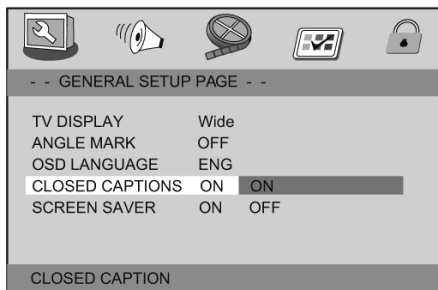 - - GENERAL SETUP PAGE - -
TV DISPLAY Wide
ANGLE MARK OFF
OSD LANGUAGE ENG
CLOSED CAPTIONS ON ON
SCREEN SAVER ON OFF
CLOSED CAPTION